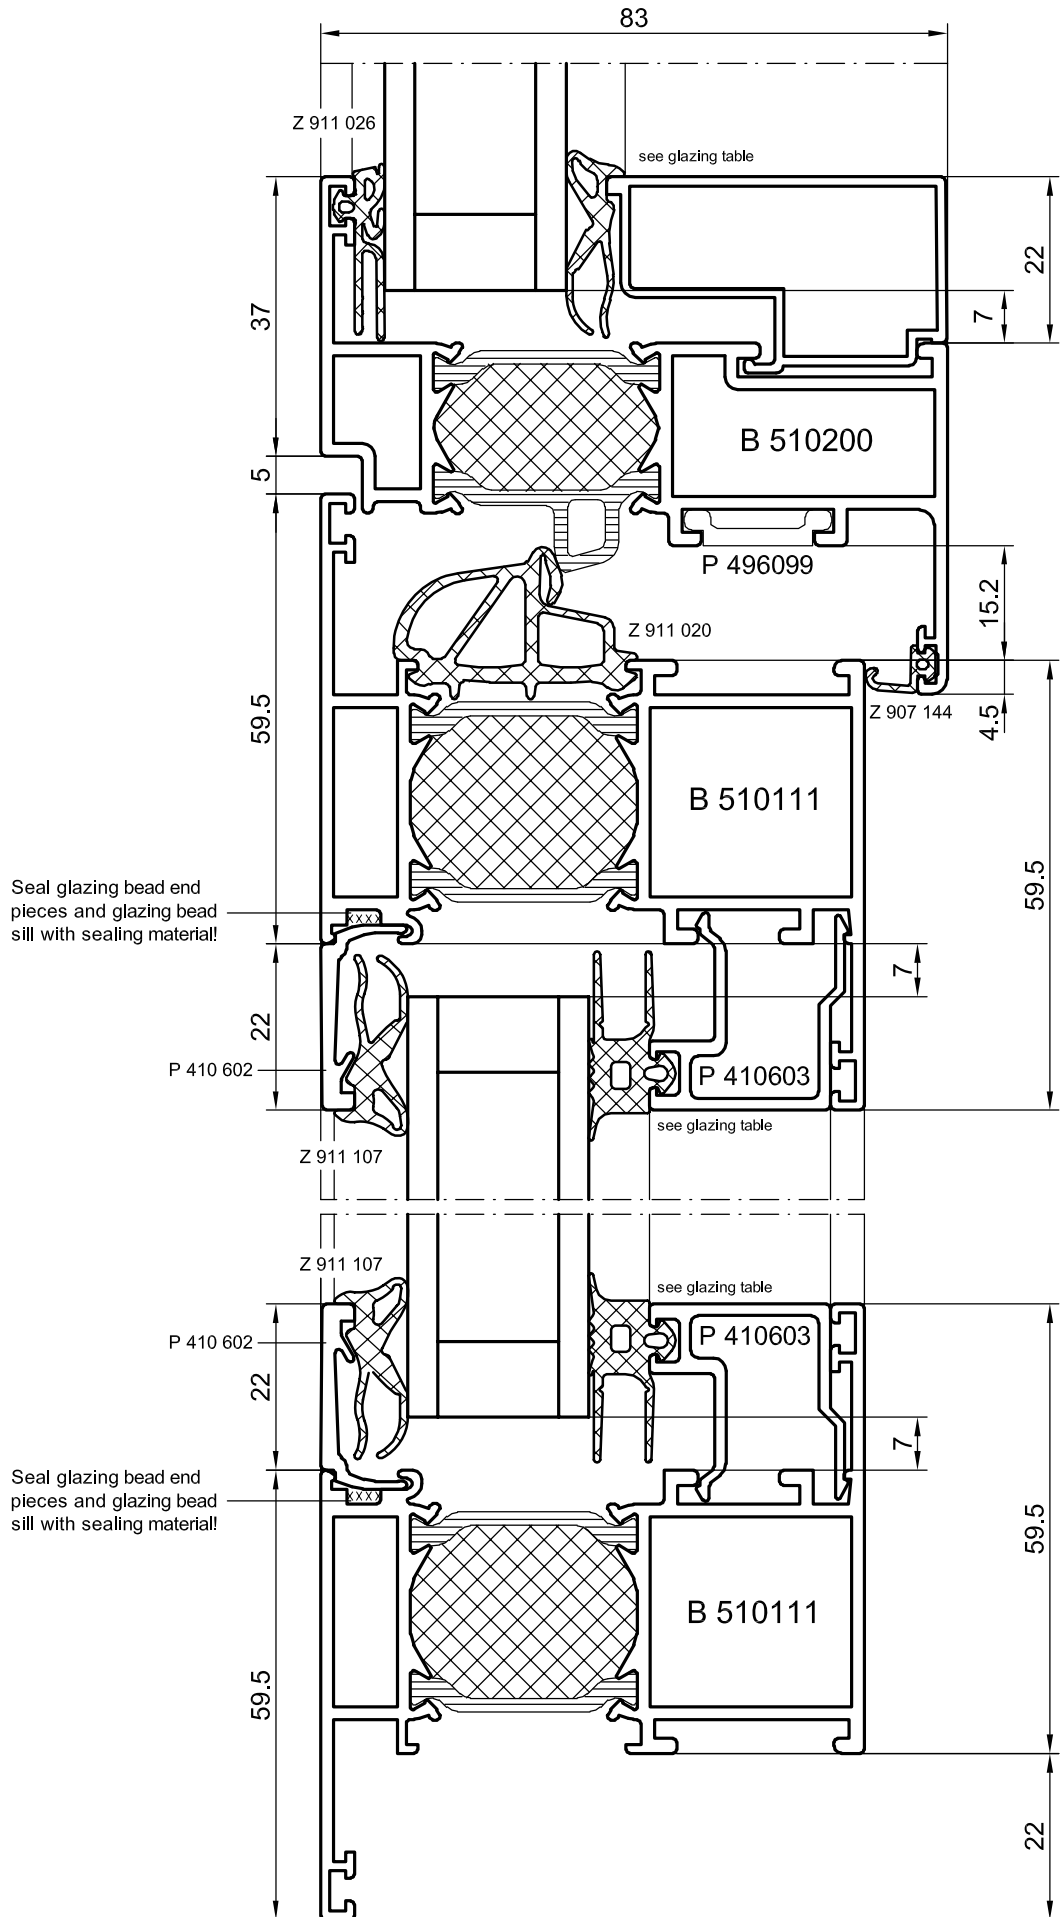 83
Z 911 026
see glazing table
22
7
37
B 510200
5
P 496099
15.2
Z 911 020
Z 907 144
4.5
59.5
B 510111
59.5
Seal glazing bead end
pieces and glazing bead
sill with sealing material!
7
22
P 410 602
P 410603
see glazing table
Z 911 107
Z 911 107
see glazing table
P 410 602
P 410603
22
7
Seal glazing bead end
pieces and glazing bead
sill with sealing material!
59.5
B 510111
59.5
22